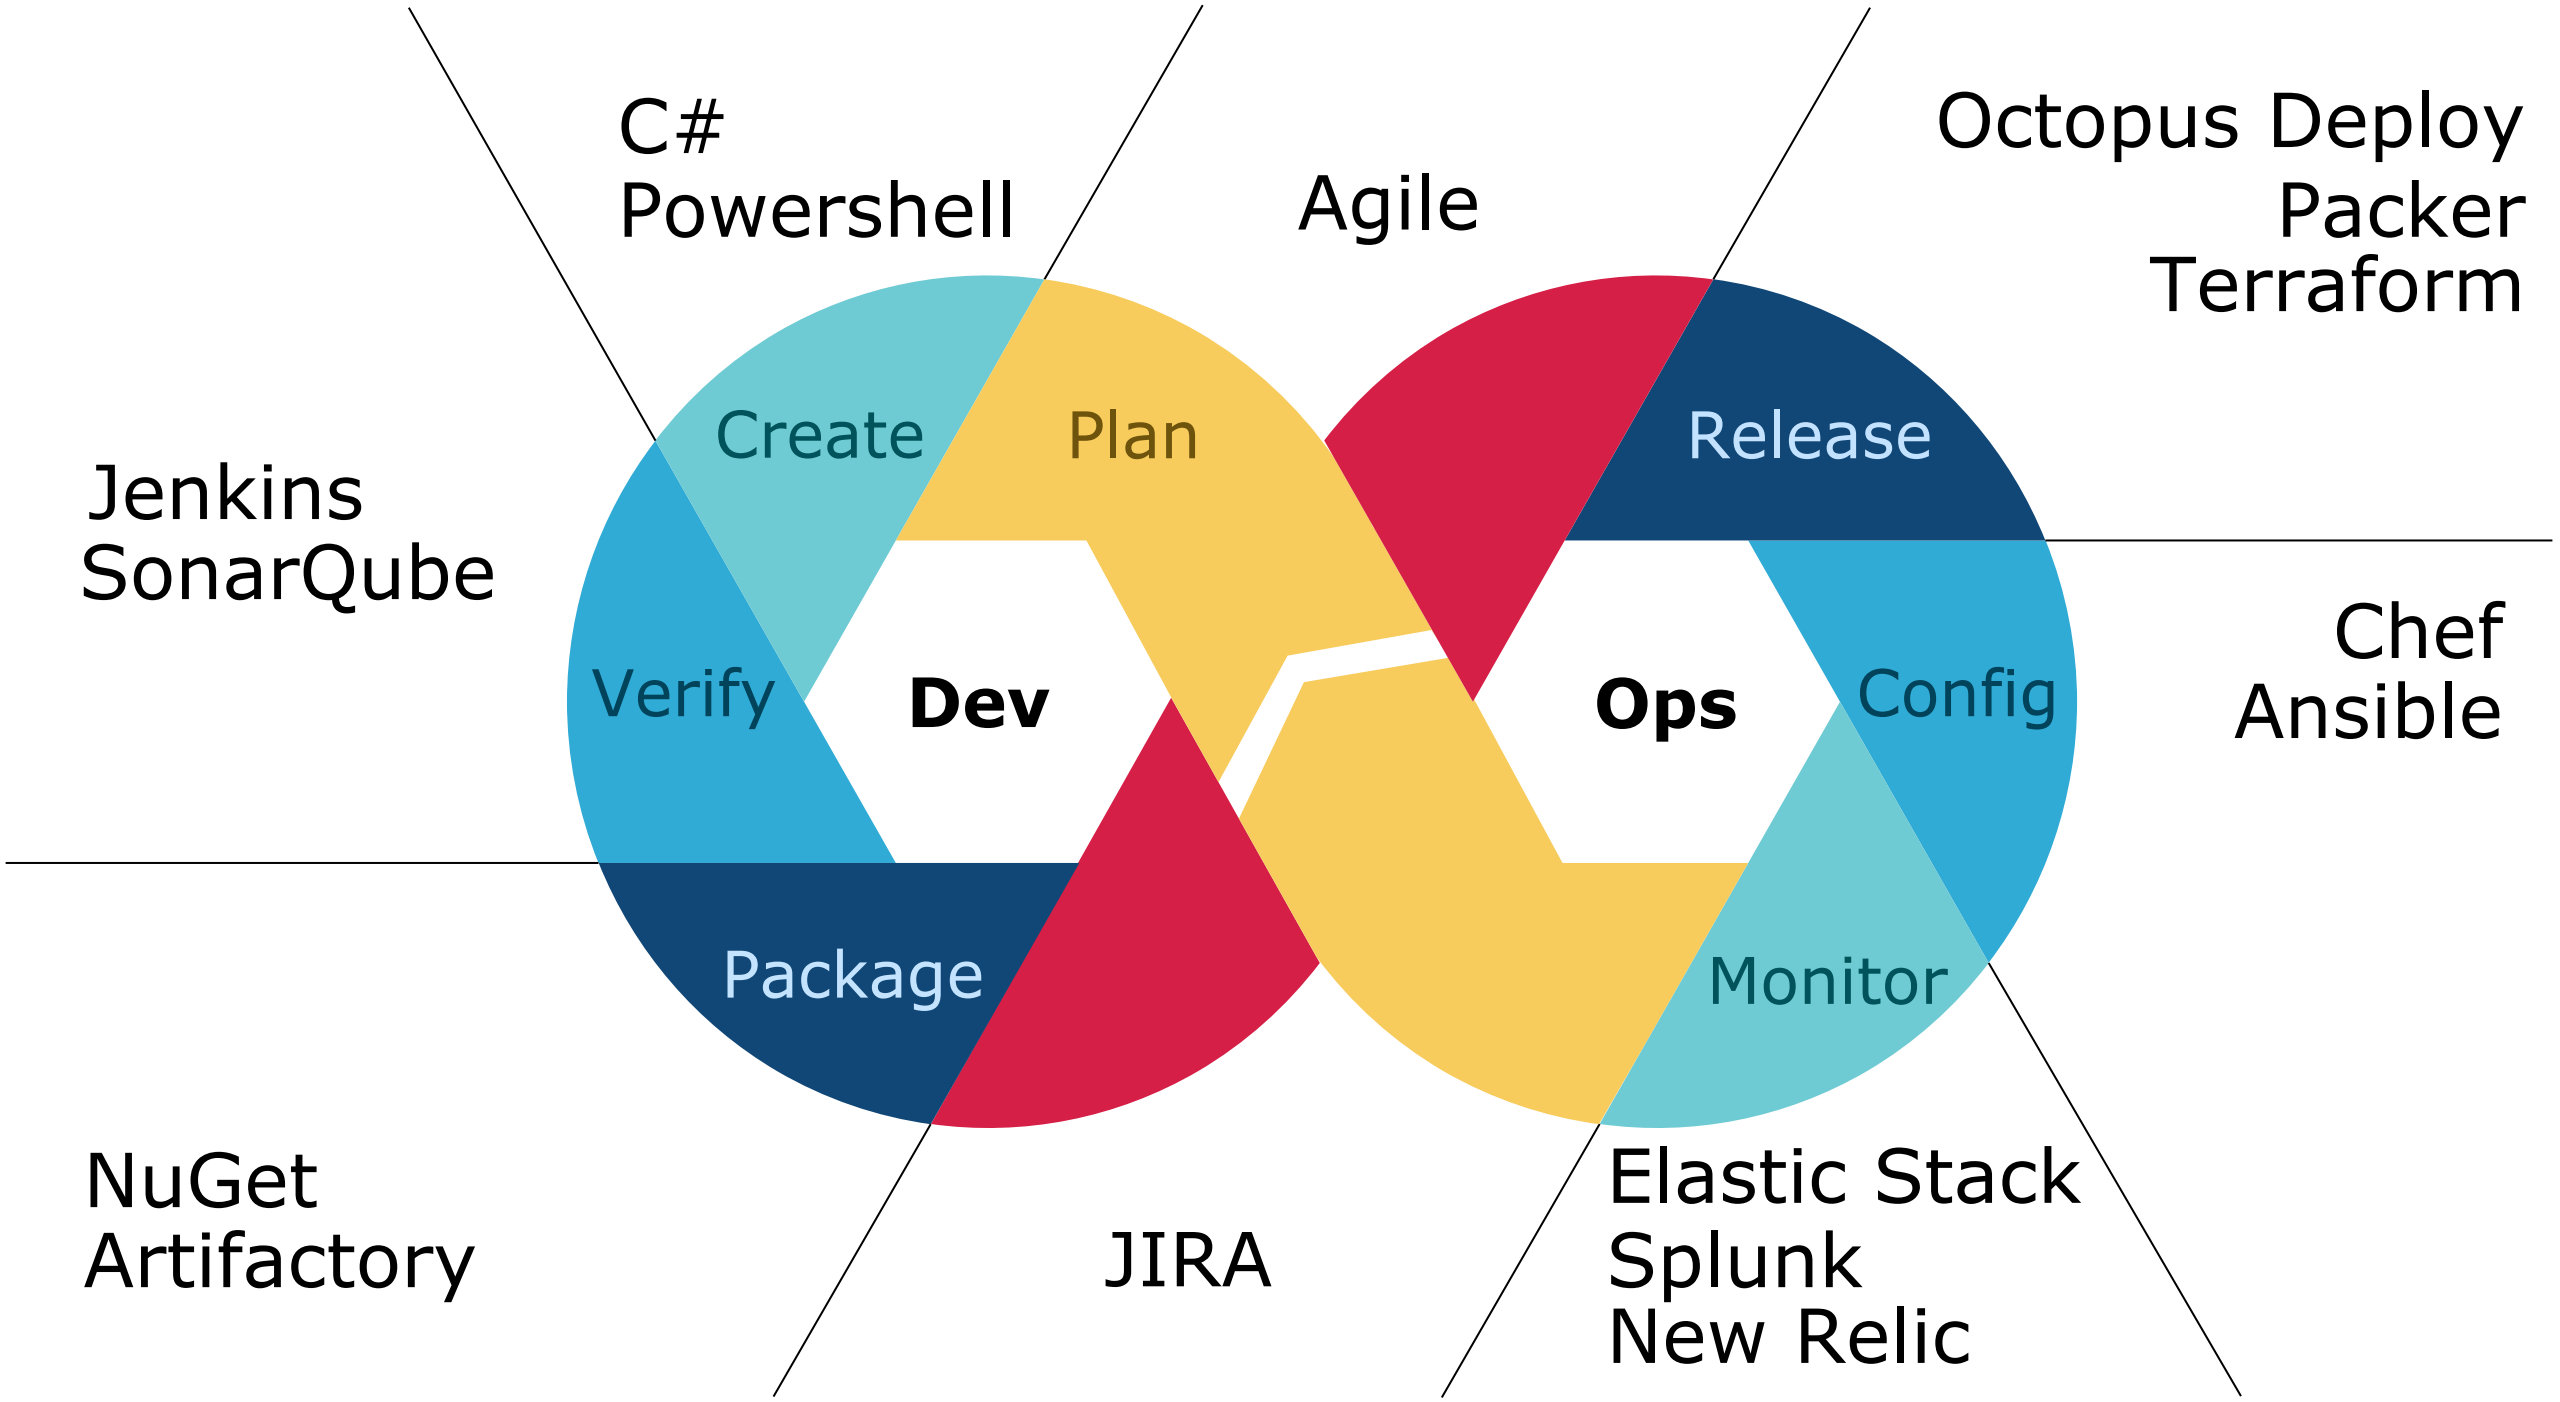 C#
Powershell
Agile
Octopus Deploy
Packer
Terraform
Jenkins
SonarQube
Create
Plan
Release
Chef
Ansible
Verify
Dev
Ops
Config
Package
Monitor
NuGet
Artifactory
JIRA
Elastic Stack
Splunk
New Relic